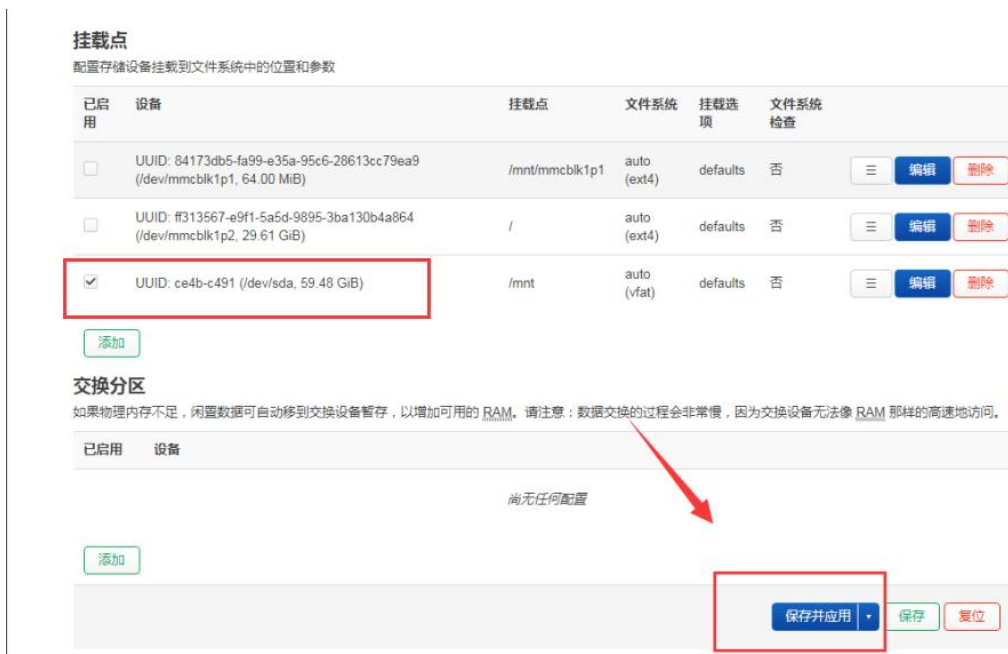 挂载点
配置存储设备挂载到文件系统中的位置和参数
已启用 设备 挂载点 文件系统 挂载选项 文件系统检查
UUID: 84173db5-fa99-e35a-95c6-28613cc79ea9 (/dev/mmcblk1p1, 64.00 MiB) /mnt/mmcblk1p1 auto (ext4) defaults 否 ☰ 编辑 删除
UUID: ff313567-e9f1-5a5d-9895-3ba130b4a864 (/dev/mmcblk1p2, 29.61 GiB) / auto (ext4) defaults 否 ☰ 编辑 删除
UUID: ce4b-c491 (/dev/sda, 59.48 GiB) /mnt auto (vfat) defaults 否 ☰ 编辑 删除
添加
交换分区
如果物理内存不足，闲置数据可自动移到交换设备暂存，以增加可用的 RAM。请注意：数据交换的过程会非常慢，因为交换设备无法像 RAM 那样的高速地访问。
已启用 设备
尚无任何配置
添加
保存并应用 保存 复位